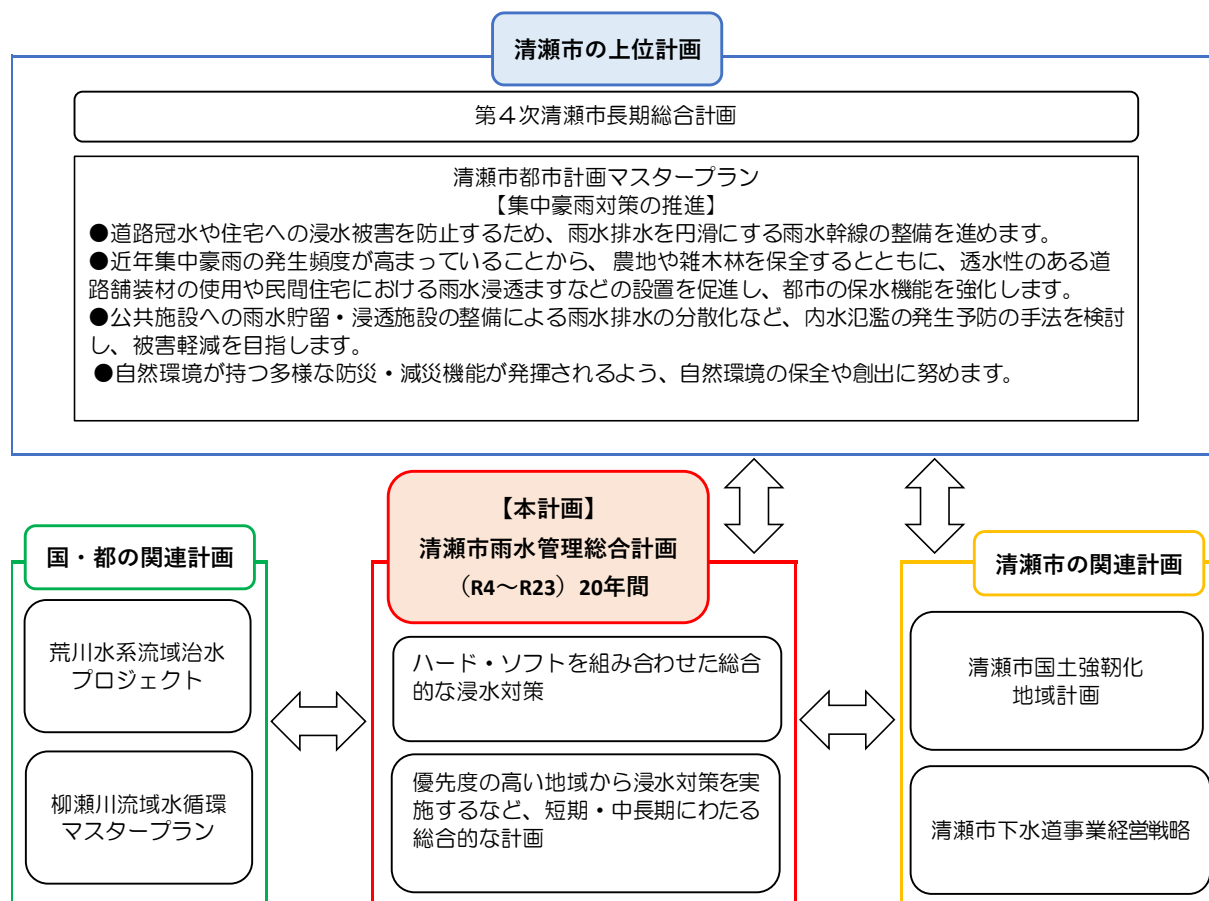 清瀬市の上位計画
第４次清瀬市長期総合計画
清瀬市都市計画マスタープラン
【集中豪雨対策の推進】
●道路冠水や住宅への浸水被害を防止するため、雨水排水を円滑にする雨水幹線の整備を進めます。
●近年集中豪雨の発生頻度が高まっていることから、農地や雑木林を保全するとともに、透水性のある道
路舗装材の使用や民間住宅における雨水浸透ますなどの設置を促進し、都市の保水機能を強化します。
●公共施設への雨水貯留・浸透施設の整備による雨水排水の分散化など、内水氾濫の発生予防の手法を検討
し、被害軽減を目指します。
●自然環境が持つ多様な防災・減災機能が発揮されるよう、自然環境の保全や創出に努めます。
国・都の関連計画
荒川水系流域治水
プロジェクト
柳瀬川流域水循環
マスタープラン
【本計画】
清瀬市雨水管理総合計画
（R4～R23）20年間
ハード・ソフトを組み合わせた総合
的な浸水対策
優先度の高い地域から浸水対策を実
施するなど、短期・中長期にわたる
総合的な計画
清瀬市の関連計画
清瀬市国土強靭化
地域計画
清瀬市下水道事業経営戦略